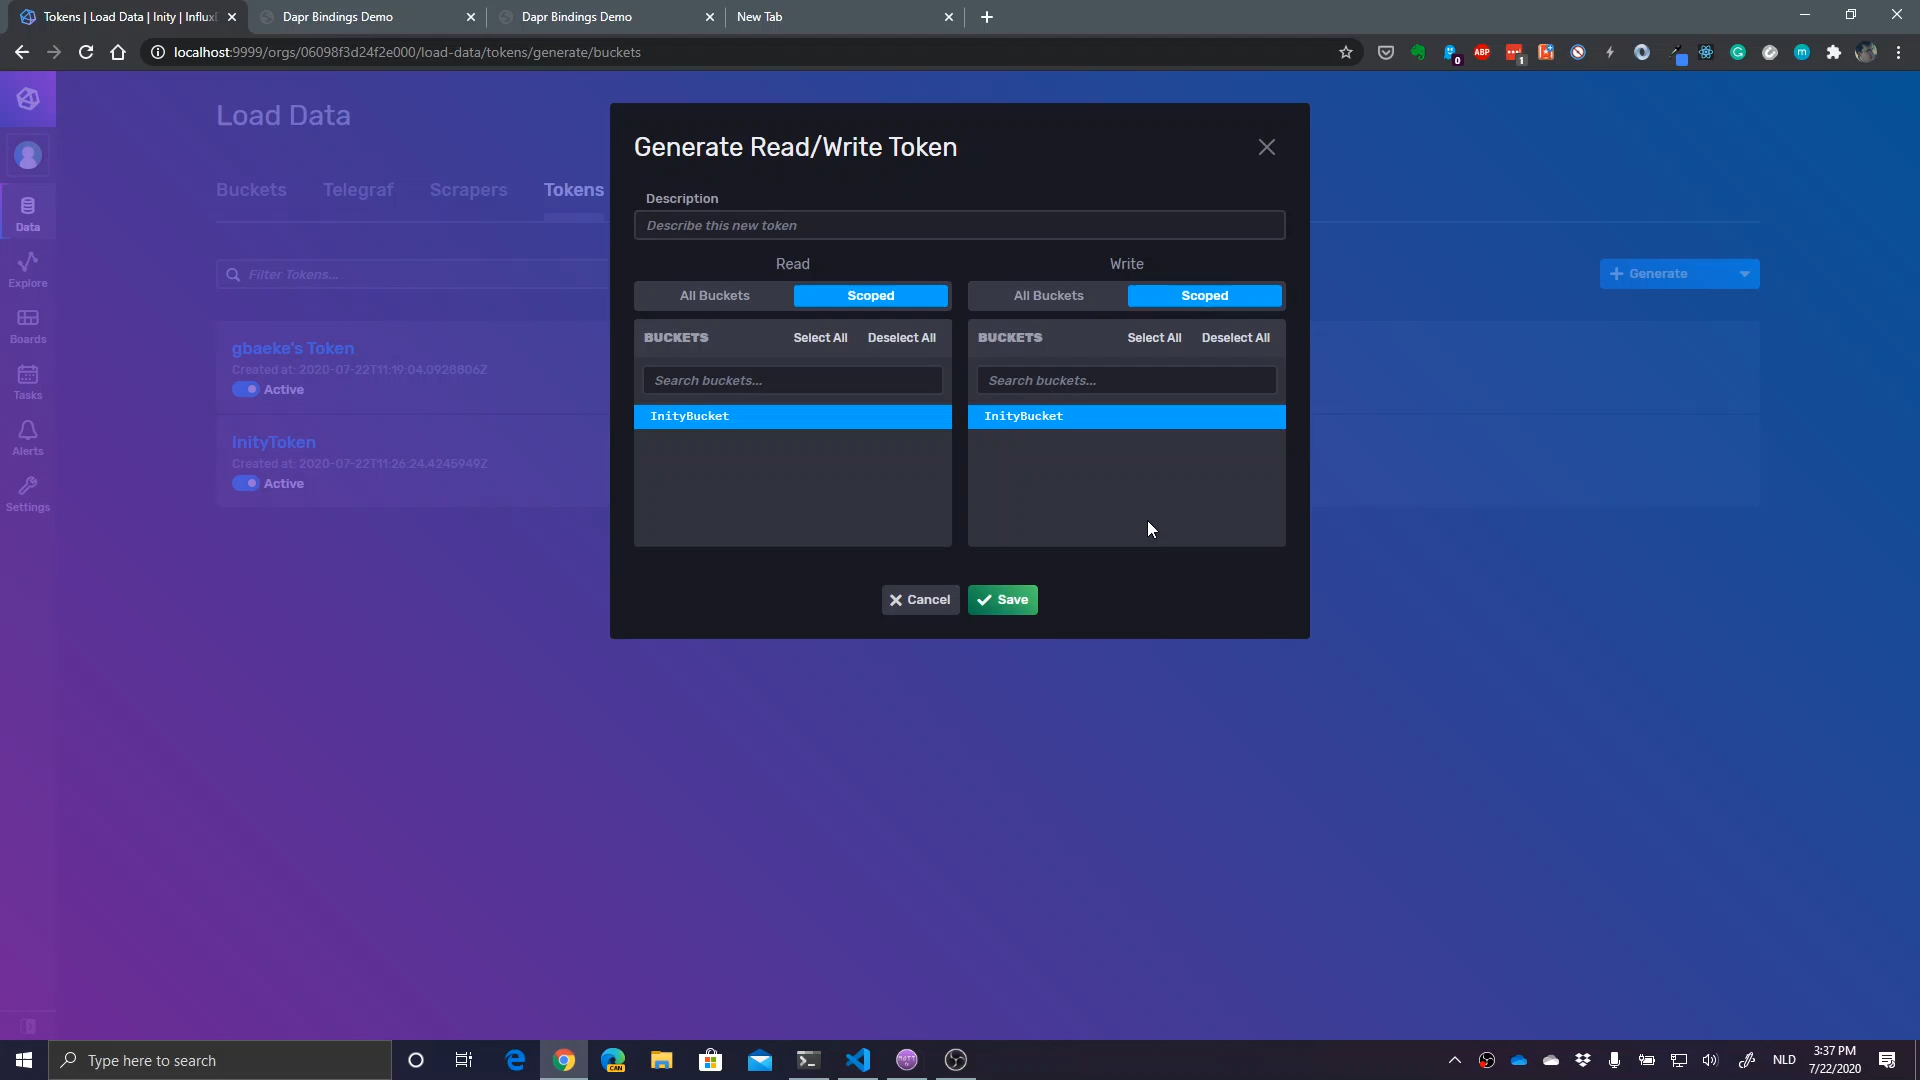 Tokens | Load Data | Inity | Influx
Dapr Bindings Demo
Dapr Bindings Demo
New Tab
localhost:9999/orgs/06098f3d24f2e000/load-data/tokens/generate/buckets
ABP
0
1
Load Data
Buckets Telegraf Scrapers Tokens
Data
Explore
Boards
Tasks
Alerts
Settings
Filter Tokens...
Generate
gbaeke's Token
Created at: 2020-07-22T11:19:04.0928806Z
Active
InityToken
Created at: 2020-07-22T11:26:24.4245949Z
Active
Generate Read/Write Token
Description
Describe this new token
Read Write
All Buckets Scoped All Buckets Scoped
BUCKETS Select All Deselect All BUCKETS Select All Deselect All
Search buckets... Search buckets...
InityBucket InityBucket
Cancel Save
Type here to search
CAN
NLD
3:37 PM
7/22/2020